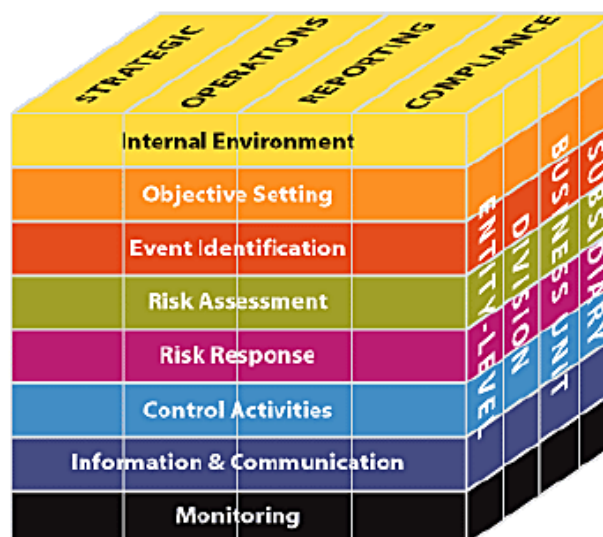 STRATEGIC
OPERATIONS
REPORTING
COMPLIANCE
Internal Environment
Objective Setting
Event Identification
Risk Assessment
Risk Response
Control Activities
Information & Communication
Monitoring
ENTITY-LEVEL
DIVISION
BUSINESS UNIT
SUBSIDIARY